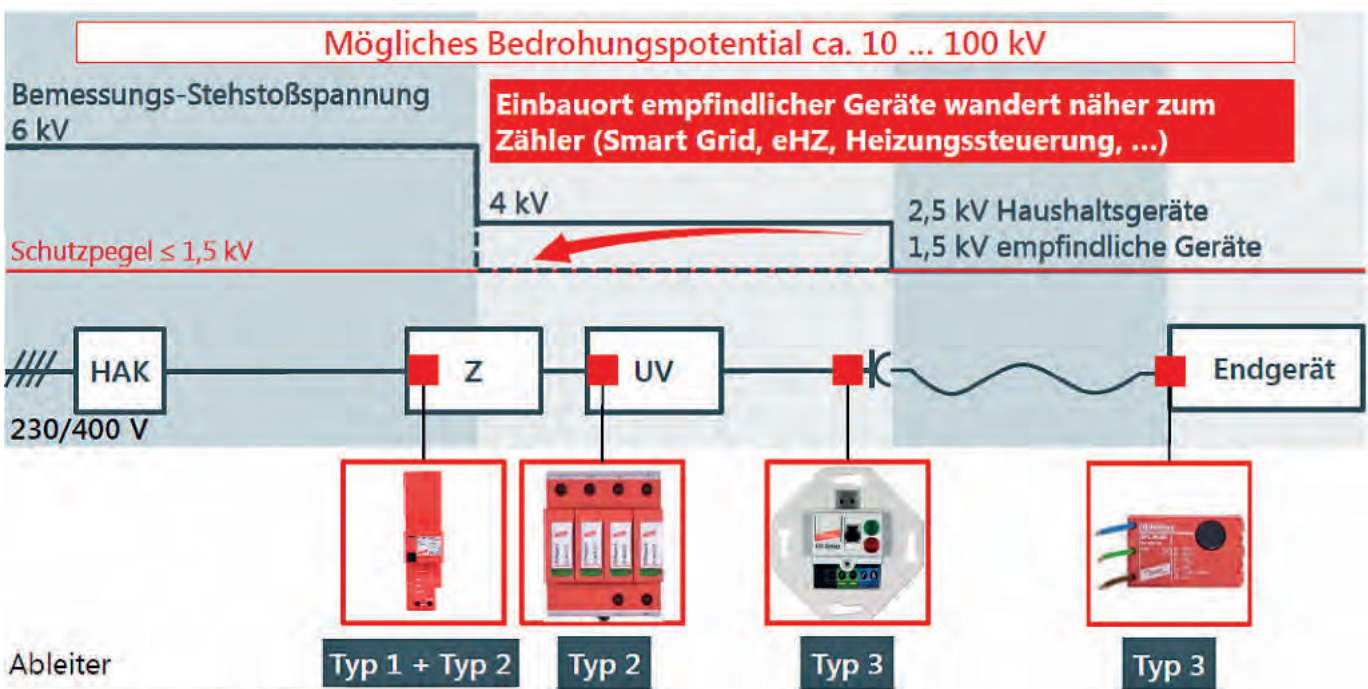 Mögliches Bedrohungspotential ca. 10 ... 100 kV
Bemessungs-Stehstoßspannung
6 kV
Einbauort empfindlicher Geräte wandert näher zum
Zähler (Smart Grid, eHZ, Heizungssteuerung, ...)
4 kV
2,5 kV Haushaltsgeräte
1,5 kV empfindliche Geräte
Schutzpegel ≤ 1,5 kV
HAK
Z
UV
Endgerät
230/400 V
Ableiter
Typ 1 + Typ 2
Typ 2
Typ 3
Typ 3